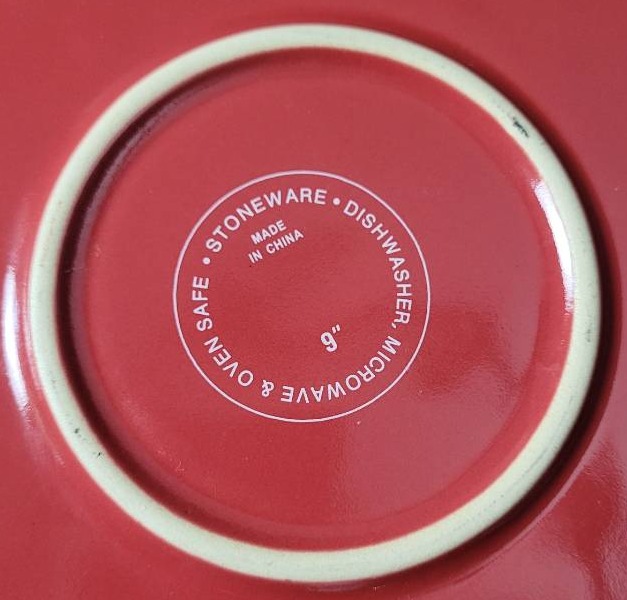 • STONEWARE • DISHWASHER, MICROWAVE & OVEN SAFE
MADE
IN CHINA
9"